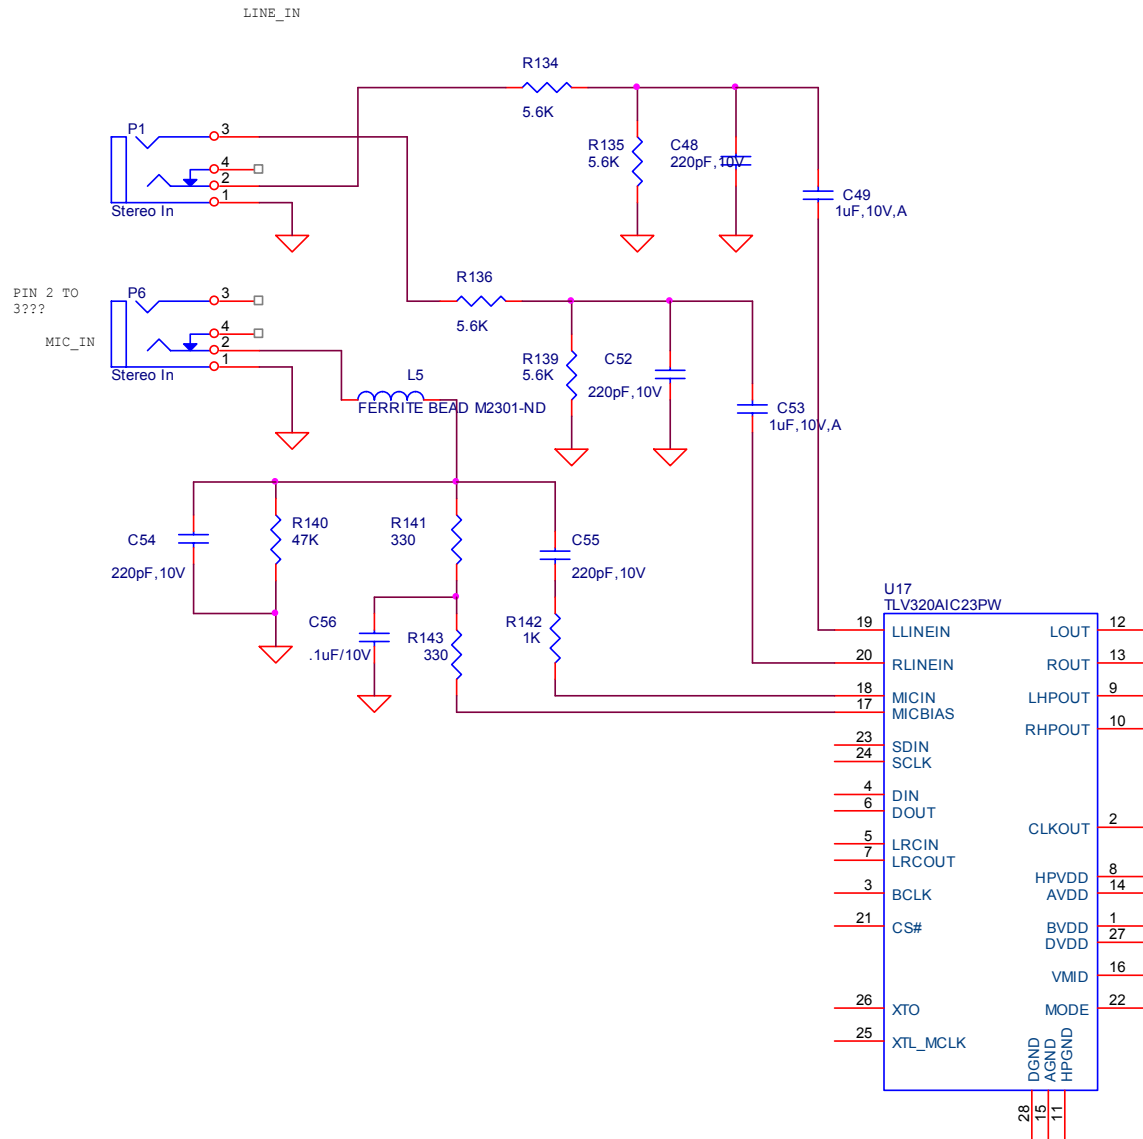 LINE_IN
R134
5.6K
P1
3
4
2
1
Stereo In
R135
5.6K
C48
220pF,10V
C49
1uF,10V,A
PIN 2 TO
3???
MIC_IN
P6
3
4
2
1
Stereo In
R136
5.6K
R139
5.6K
C52
220pF,10V
C53
1uF,10V,A
L5
FERRITE BEAD M2301-ND
C54
220pF,10V
R140
47K
R141
330
C55
220pF,10V
C56
.1uF/10V
R143
330
R142
1K
U17
TLV320AIC23PW
19 LLINEIN
20 RLINEIN
18 MICIN
17 MICBIAS
23 SDIN
24 SCLK
4 DIN
6 DOUT
5 LRCIN
7 LRCOUT
3 BCLK
21 CS#
26 XTO
25 XTL_MCLK
LOUT 12
ROUT 13
LHPOUT 9
RHPOUT 10
CLKOUT 2
HPVDD 8
AVDD 14
BVDD 1
DVDD 27
VMID 16
MODE 22
DGND 28
AGND 15
HPGND 11